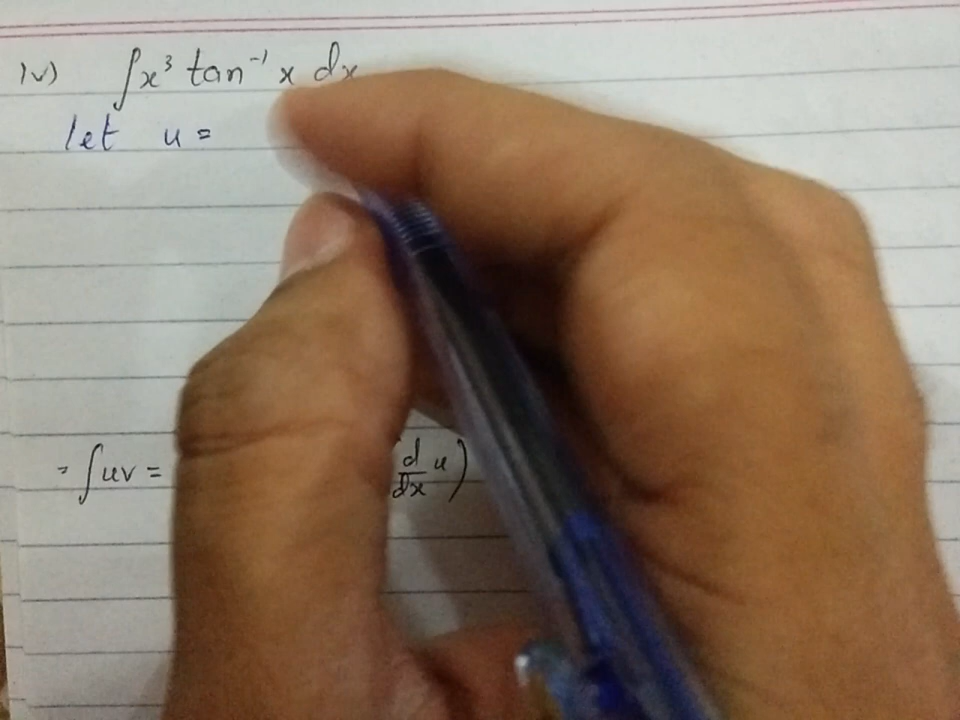 iv) ∫x³ tan⁻¹ x dx
let u =
= ∫uv = (d/dx u)